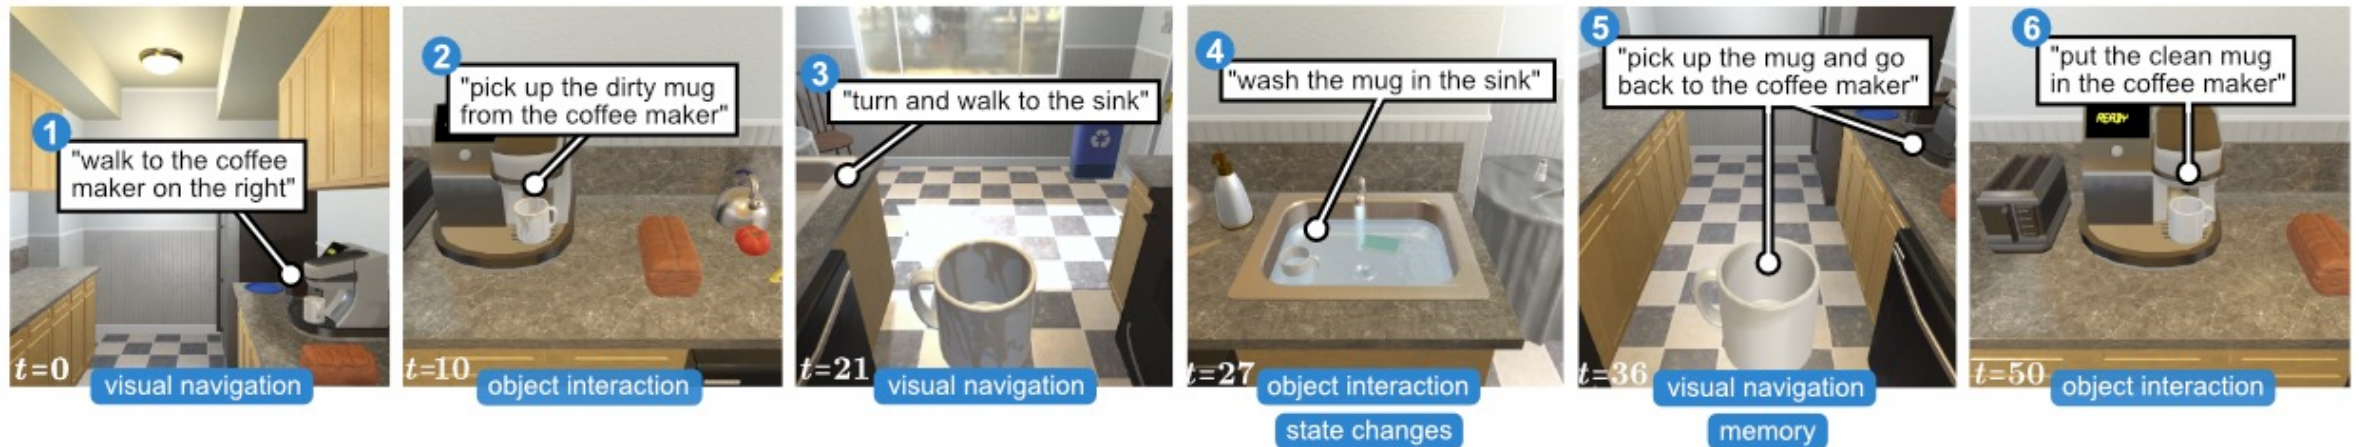 1
"walk to the coffee
maker on the right"
t=0
visual navigation
2
"pick up the dirty mug
from the coffee maker"
t=10
object interaction
3
"turn and walk to the sink"
t=21
visual navigation
4
"wash the mug in the sink"
t=27
object interaction
state changes
5
"pick up the mug and go
back to the coffee maker"
t=36
visual navigation
memory
6
"put the clean mug
in the coffee maker"
READY
t=50
object interaction